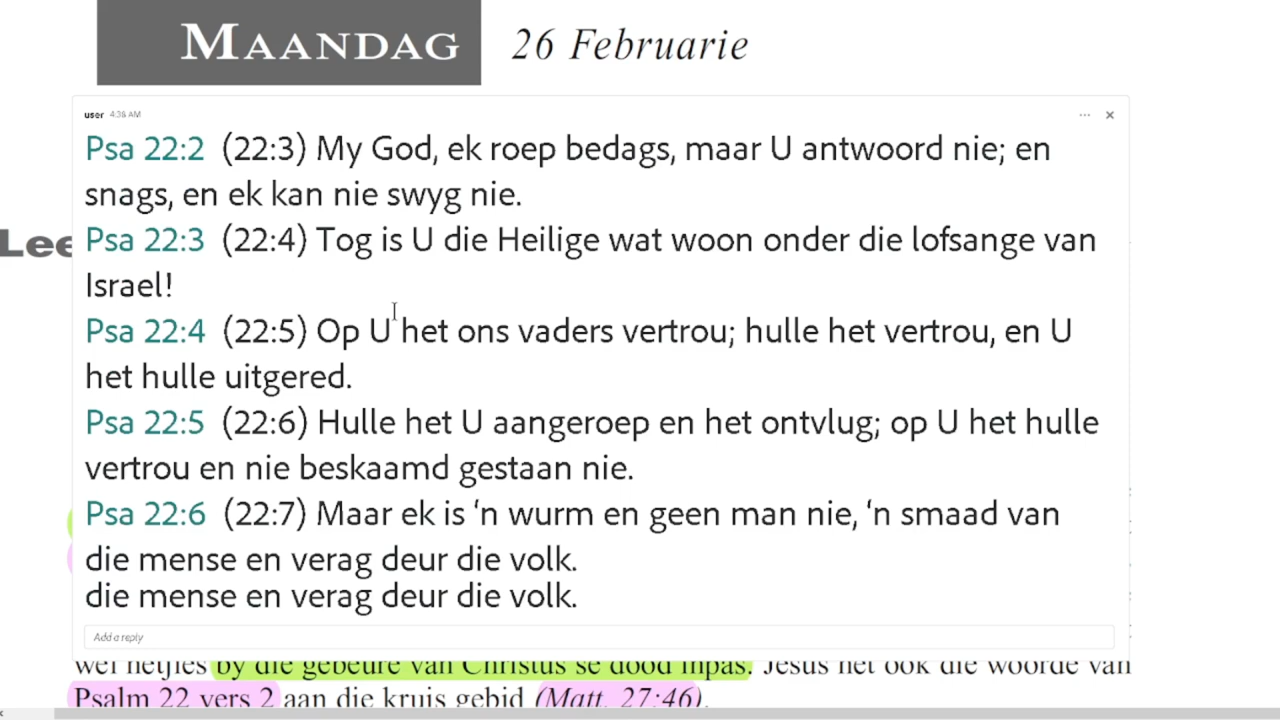 MAANDAG 26 Februarie
user 4:36 AM
Psa 22:2 (22:3) My God, ek roep bedags, maar U antwoord nie; en
snags, en ek kan nie swyg nie.
Lee
Psa 22:3 (22:4) Tog is U die Heilige wat woon onder die lofsange van
Israel!
Psa 22:4 (22:5) Op U het ons vaders vertrou; hulle het vertrou, en U
het hulle uitgered.
Psa 22:5 (22:6) Hulle het U aangeroep en het ontvlug; op U het hulle
vertrou en nie beskaamd gestaan nie.
Psa 22:6 (22:7) Maar ek is ‘n wurm en geen man nie, ‘n smaad van
die mense en verag deur die volk.
die mense en verag deur die volk.
Add a reply
by die gebeure van Christus se dood inpas. Jesus het ook die woorde van
Psalm 22 vers 2 aan die kruis gebid (Matt. 27:46).